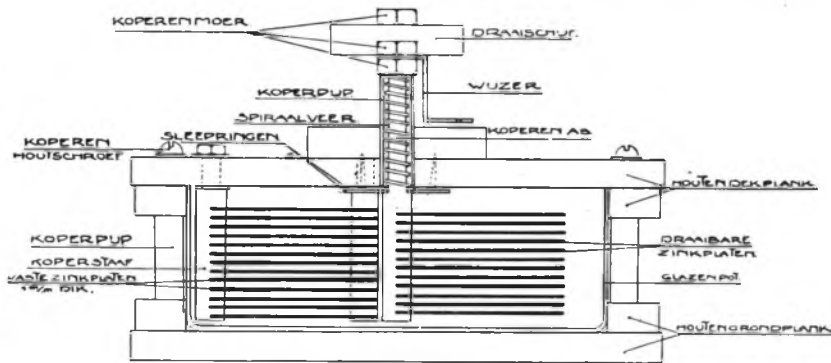 KOPEREN MOER
DRAAISCHIJF.
KOPERPIJP
WIJZER
SPIRAALVEER
KOPEREN AS
KOPEREN
HOUTSCHROEF
SLEEPRINGEN
HOUTEN DEKPLANK
KOPERPIJP
DRAAIBARE
ZINKPLATEN
KOPERSTAAF
VASTE ZINKPLATEN
DIK.
GLAZEN POT.
HOUTEN GRONDPLANK